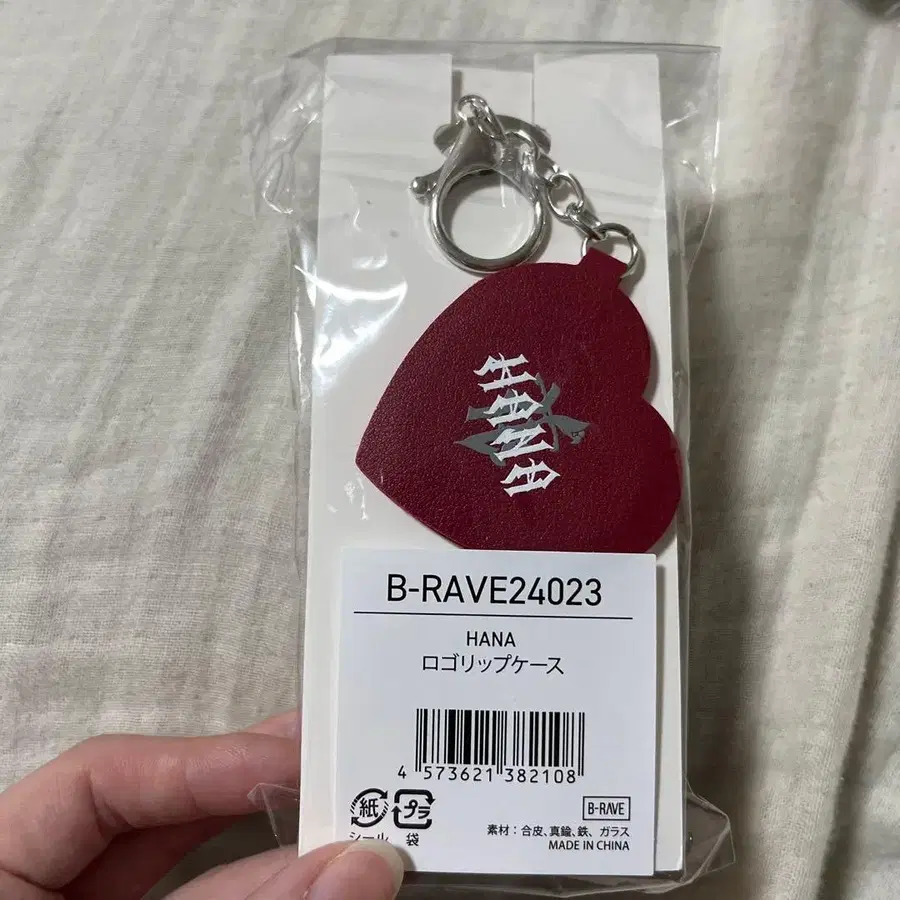 HANA
B-RAVE24023
HANA
ロゴリップケース
4 573621 382108
紙 プラ
シール 袋
B-RAVE
素材：合皮、真鍮、鉄、ガラス
MADE IN CHINA